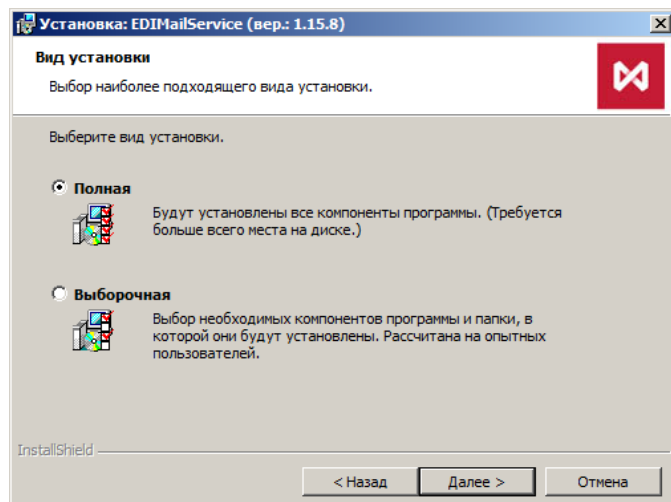 Установка: EDIMailService (вер.: 1.15.8)
Вид установки
Выбор наиболее подходящего вида установки.
Выберите вид установки.
Полная
Будут установлены все компоненты программы. (Требуется
больше всего места на диске.)
Выборочная
Выбор необходимых компонентов программы и папки, в
которой они будут установлены. Рассчитана на опытных
пользователей.
InstallShield
< Назад
Далее >
Отмена